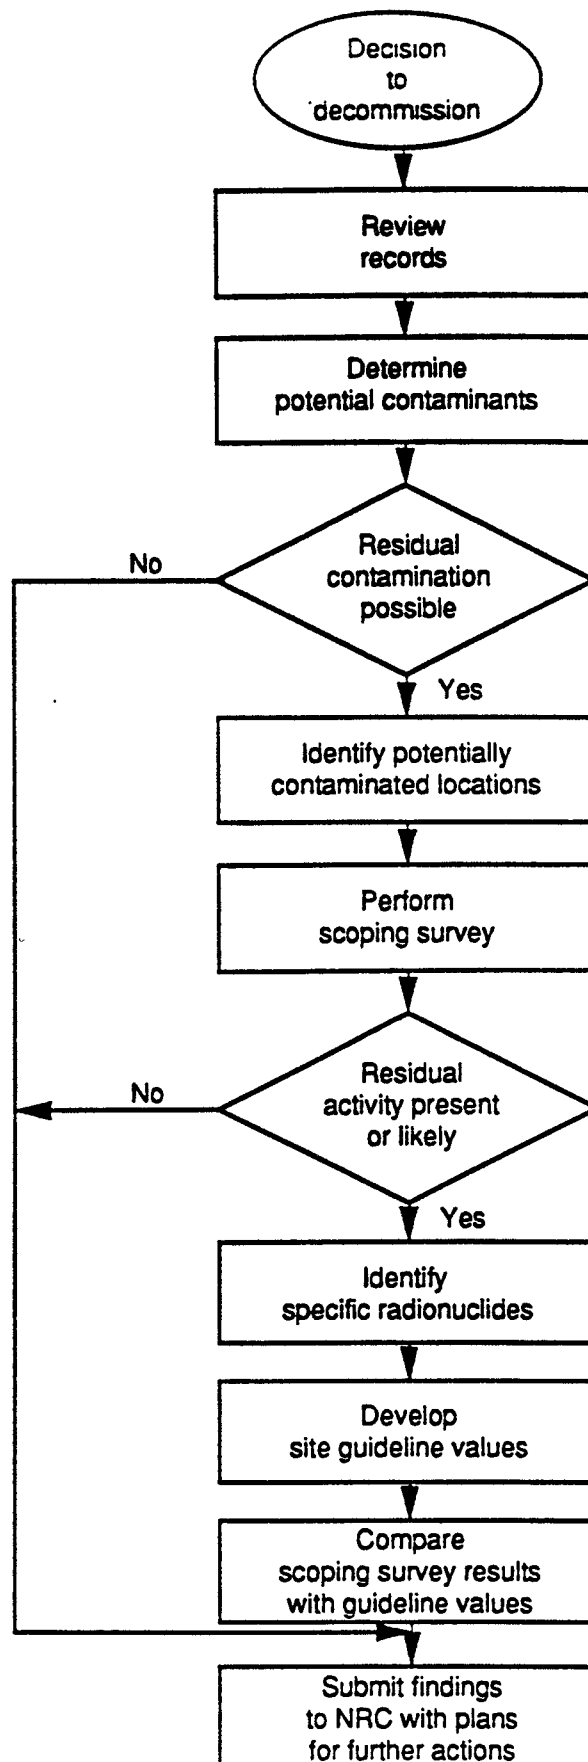 Decision
to
decommission
Review
records
Determine
potential contaminants
No
Residual
contamination
possible
Yes
Identify potentially
contaminated locations
Perform
scoping survey
No
Residual
activity present
or likely
Yes
Identify
specific radionuclides
Develop
site guideline values
Compare
scoping survey results
with guideline values
Submit findings
to NRC with plans
for further actions